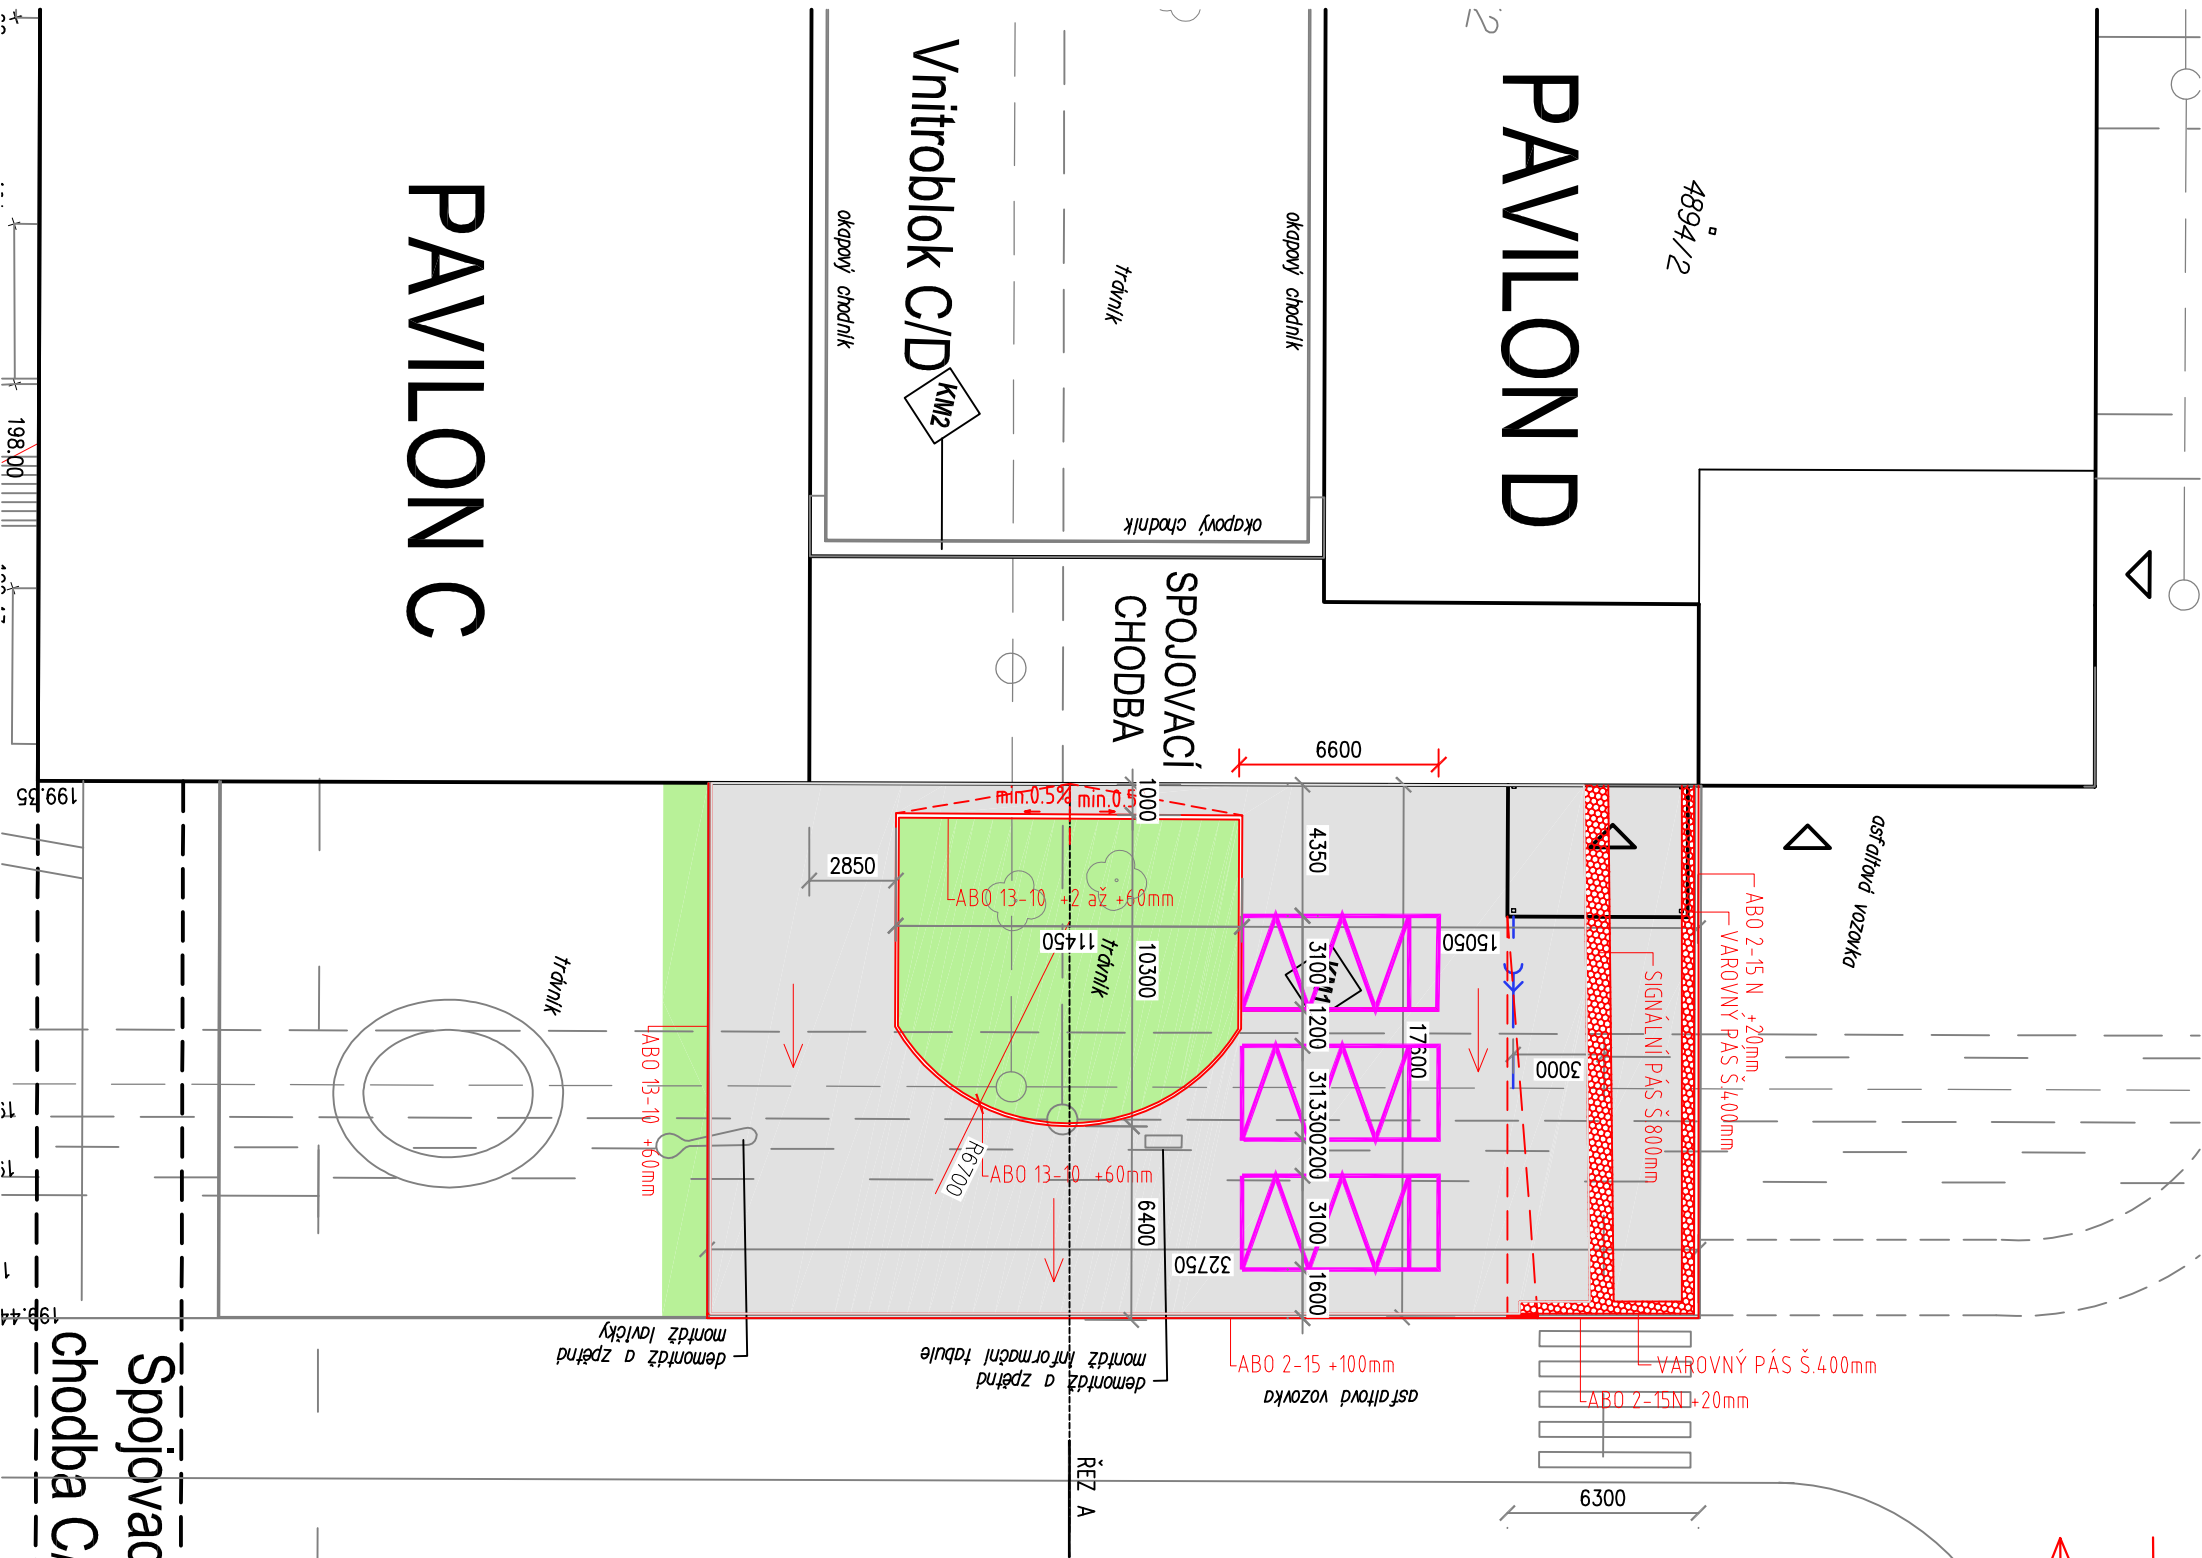 PAVILON C
Vnitroblok C/D
KM2
okapový chodník
trávník
okapový chodník
okapový chodník
PAVILON D
4894/2
SPOJOVACÍ
CHODBA
198.00
199.35
199.44
6600
1000
min.0.5%
min.0.5
2850
4350
ABO 13-10 +2 až +60mm
11450
trávník
10300
3100
15050
1200
17600
3000
200
3100
1600
6400
32750
R6700
ABO 13-10 +60mm
ABO 13-10 +60mm
trávník
SIGNÁLNÍ PÁS Š 800mm
VAROVNÝ PÁS Š.400mm
ABO 2-15 N +20mm
asfaltová vozovka
demontáž a zpětná
montáž lavičky
demontáž a zpětná
montáž informační tabule
ABO 2-15 +100mm
asfaltová vozovka
VAROVNÝ PÁS Š.400mm
ABO 2-15N +20mm
6300
ŘEZ A
Spojovac
chodba C